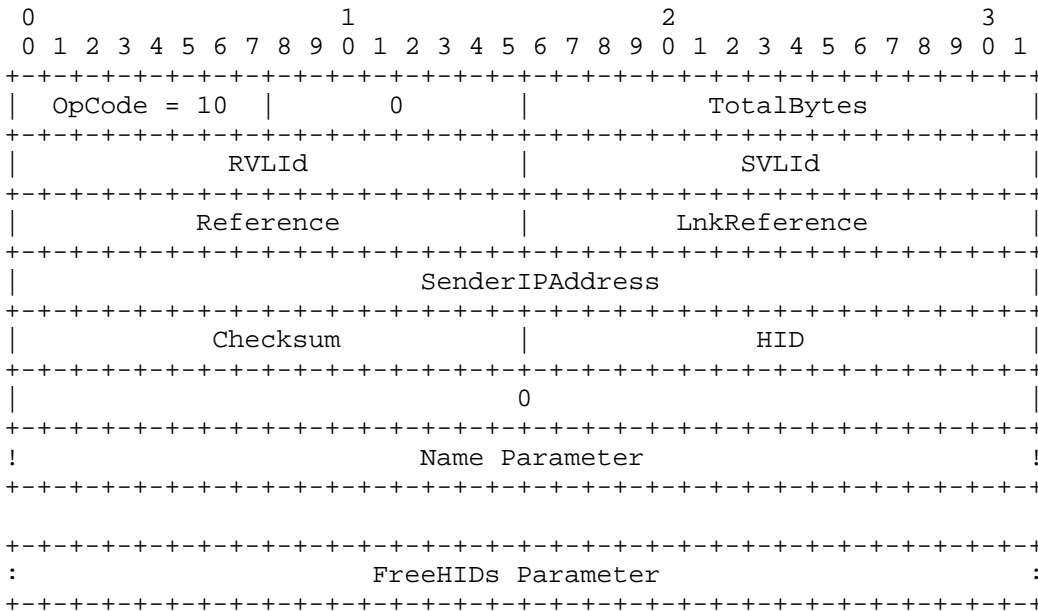 0                   1                   2                   3
 0 1 2 3 4 5 6 7 8 9 0 1 2 3 4 5 6 7 8 9 0 1 2 3 4 5 6 7 8 9 0 1
+-+-+-+-+-+-+-+-+-+-+-+-+-+-+-+-+-+-+-+-+-+-+-+-+-+-+-+-+-+-+-+-+
|  OpCode = 10  |       0       |           TotalBytes          |
+-+-+-+-+-+-+-+-+-+-+-+-+-+-+-+-+-+-+-+-+-+-+-+-+-+-+-+-+-+-+-+-+
|             RVLId             |             SVLId             |
+-+-+-+-+-+-+-+-+-+-+-+-+-+-+-+-+-+-+-+-+-+-+-+-+-+-+-+-+-+-+-+-+
|           Reference           |         LnkReference          |
+-+-+-+-+-+-+-+-+-+-+-+-+-+-+-+-+-+-+-+-+-+-+-+-+-+-+-+-+-+-+-+-+
|                         SenderIPAddress                       |
+-+-+-+-+-+-+-+-+-+-+-+-+-+-+-+-+-+-+-+-+-+-+-+-+-+-+-+-+-+-+-+-+
|            Checksum           |              HID              |
+-+-+-+-+-+-+-+-+-+-+-+-+-+-+-+-+-+-+-+-+-+-+-+-+-+-+-+-+-+-+-+-+
|                               0                               |
+-+-+-+-+-+-+-+-+-+-+-+-+-+-+-+-+-+-+-+-+-+-+-+-+-+-+-+-+-+-+-+-+
!                         Name Parameter                        !
+-+-+-+-+-+-+-+-+-+-+-+-+-+-+-+-+-+-+-+-+-+-+-+-+-+-+-+-+-+-+-+-+

+-+-+-+-+-+-+-+-+-+-+-+-+-+-+-+-+-+-+-+-+-+-+-+-+-+-+-+-+-+-+-+-+
:                      FreeHIDs Parameter                       :
+-+-+-+-+-+-+-+-+-+-+-+-+-+-+-+-+-+-+-+-+-+-+-+-+-+-+-+-+-+-+-+-+